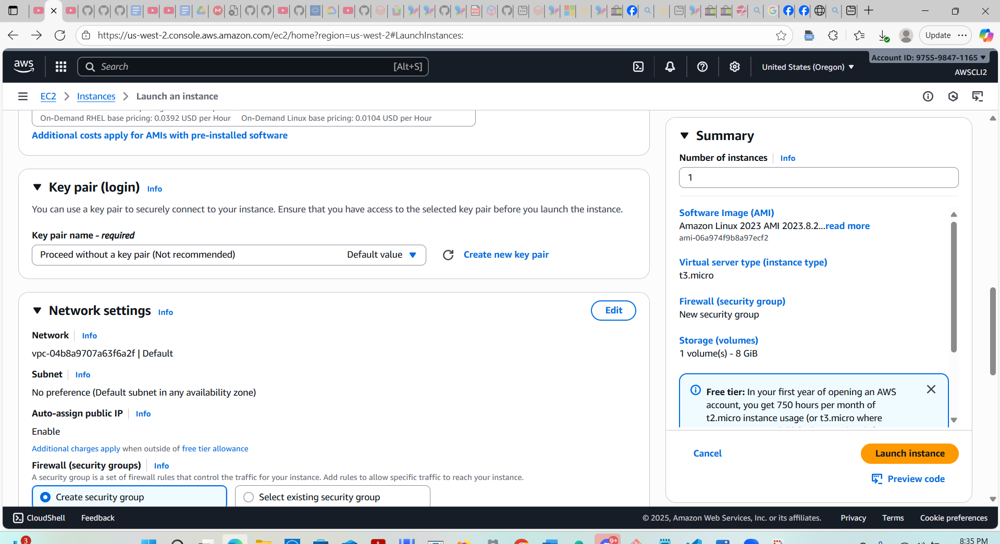 https://us-west-2.console.aws.amazon.com/ec2/home?region=us-west-2#LaunchInstances:
Update
aws
Search
[Alt+S]
United States (Oregon)
Account ID: 9755-9847-1165
AWSCLI2
EC2
Instances
Launch an instance
On-Demand RHEL base pricing: 0.0392 USD per Hour On-Demand Linux base pricing: 0.0104 USD per Hour
Additional costs apply for AMIs with pre-installed software
Key pair (login) Info
You can use a key pair to securely connect to your instance. Ensure that you have access to the selected key pair before you launch the instance.
Key pair name - required
Proceed without a key pair (Not recommended) Default value
Create new key pair
Network settings Info
Edit
Network Info
vpc-04b8a9707a63f6a2f | Default
Subnet Info
No preference (Default subnet in any availability zone)
Auto-assign public IP Info
Enable
Additional charges apply when outside of free tier allowance
Firewall (security groups) Info
A security group is a set of firewall rules that control the traffic for your instance. Add rules to allow specific traffic to reach your instance.
Create security group
Select existing security group
Summary
Number of instances Info
1
Software Image (AMI)
Amazon Linux 2023 AMI 2023.8.2...read more
ami-06a974f9b8a97ecf2
Virtual server type (instance type)
t3.micro
Firewall (security group)
New security group
Storage (volumes)
1 volume(s) - 8 GiB
Free tier: In your first year of opening an AWS
account, you get 750 hours per month of
t2.micro instance usage (or t3.micro where
Cancel
Launch instance
Preview code
CloudShell
Feedback
© 2025, Amazon Web Services, Inc. or its affiliates.
Privacy
Terms
Cookie preferences
3
9+
8:35 PM